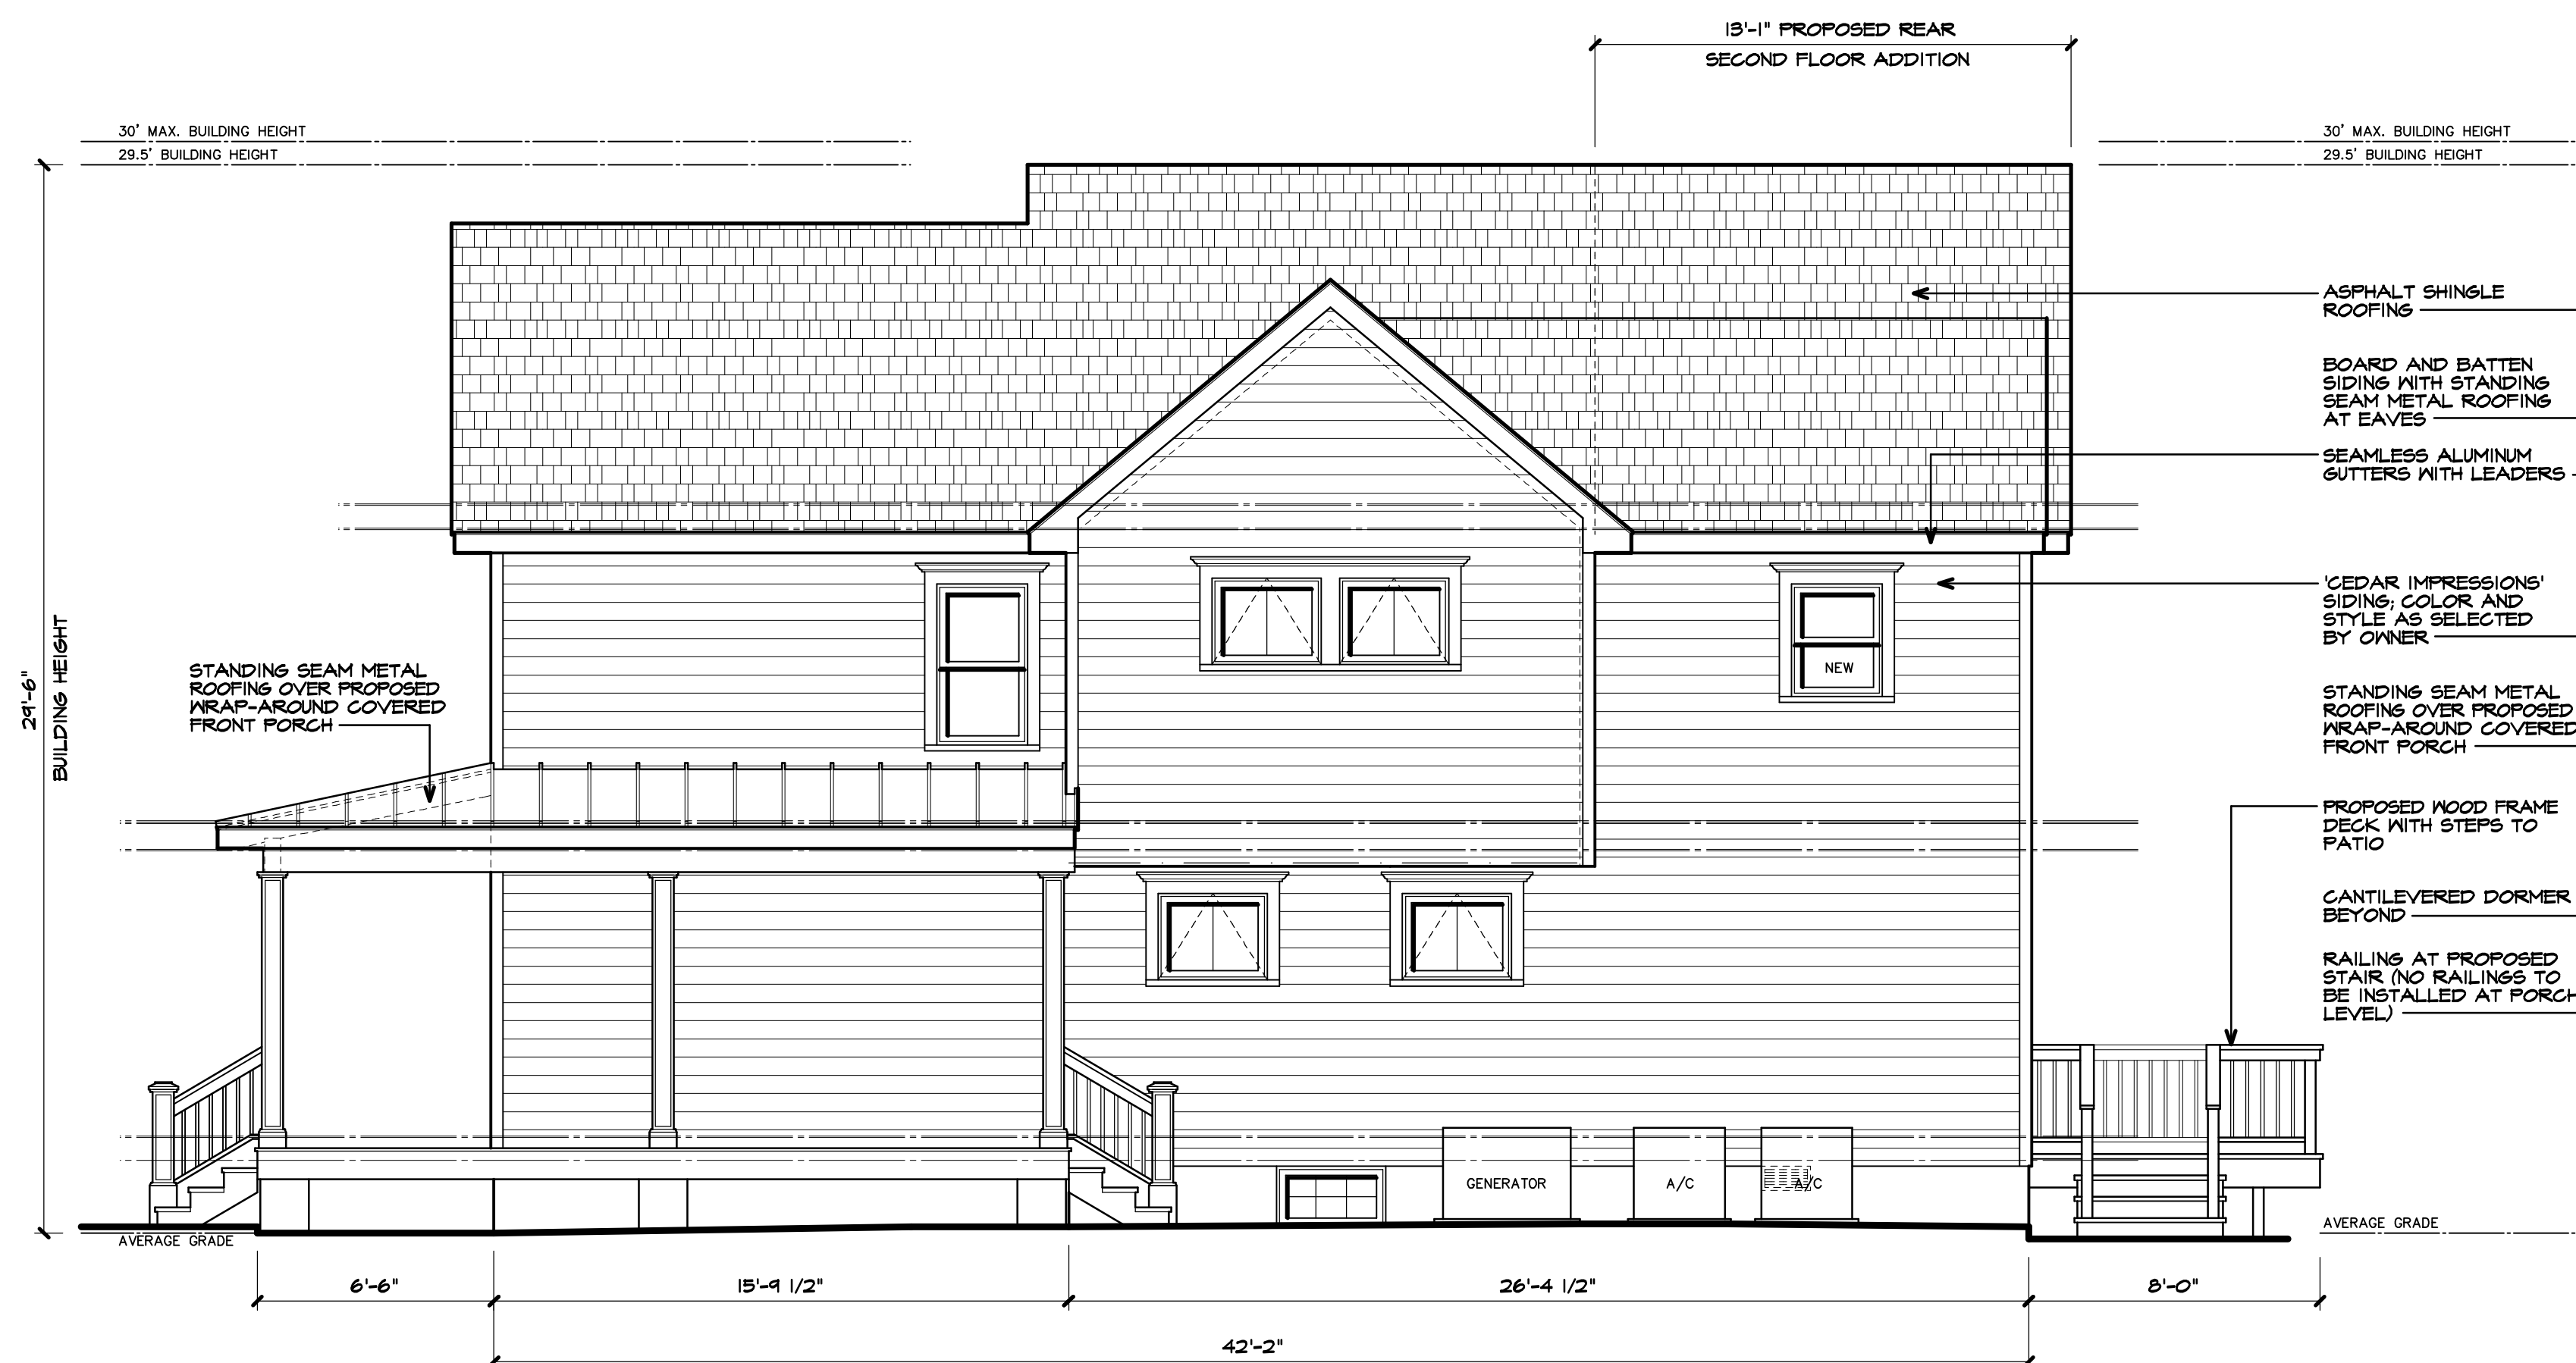 13'-1" PROPOSED REAR
SECOND FLOOR ADDITION
30' MAX. BUILDING HEIGHT
29.5' BUILDING HEIGHT
30' MAX. BUILDING HEIGHT
29.5' BUILDING HEIGHT
29'-6"
BUILDING HEIGHT
STANDING SEAM METAL
ROOFING OVER PROPOSED
WRAP-AROUND COVERED
FRONT PORCH
ASPHALT SHINGLE
ROOFING
BOARD AND BATTEN
SIDING WITH STANDING
SEAM METAL ROOFING
AT EAVES
SEAMLESS ALUMINUM
GUTTERS WITH LEADERS
'CEDAR IMPRESSIONS'
SIDING; COLOR AND
STYLE AS SELECTED
BY OWNER
STANDING SEAM METAL
ROOFING OVER PROPOSED
WRAP-AROUND COVERED
FRONT PORCH
PROPOSED WOOD FRAME
DECK WITH STEPS TO
PATIO
CANTILEVERED DORMER
BEYOND
RAILING AT PROPOSED
STAIR (NO RAILINGS TO
BE INSTALLED AT PORCH
LEVEL)
NEW
GENERATOR
A/C
A/C
AVERAGE GRADE
AVERAGE GRADE
6'-6"
15'-9 1/2"
26'-4 1/2"
8'-0"
42'-2"